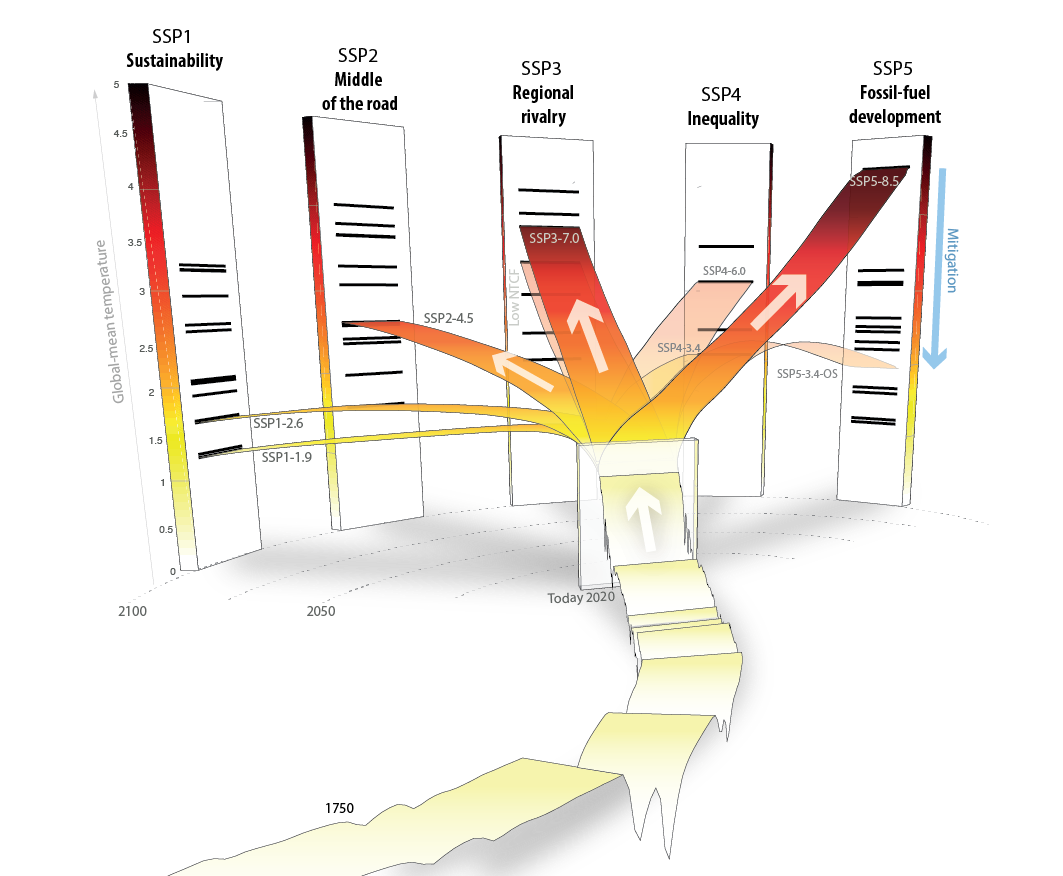 SSP1
Sustainability
SSP2
Middle
of the road
SSP3
Regional
rivalry
SSP4
Inequality
SSP5
Fossil-fuel
development
5
4.5
4
3.5
3
2.5
2
1.5
1
0.5
0
Global-mean temperature
SSP5-8.5
SSP3-7.0
Mitigation
SSP4-6.0
Low NTCF
SSP2-4.5
SSP4-3.4
SSP5-3.4-OS
SSP1-2.6
SSP1-1.9
Today 2020
2100
2050
1750